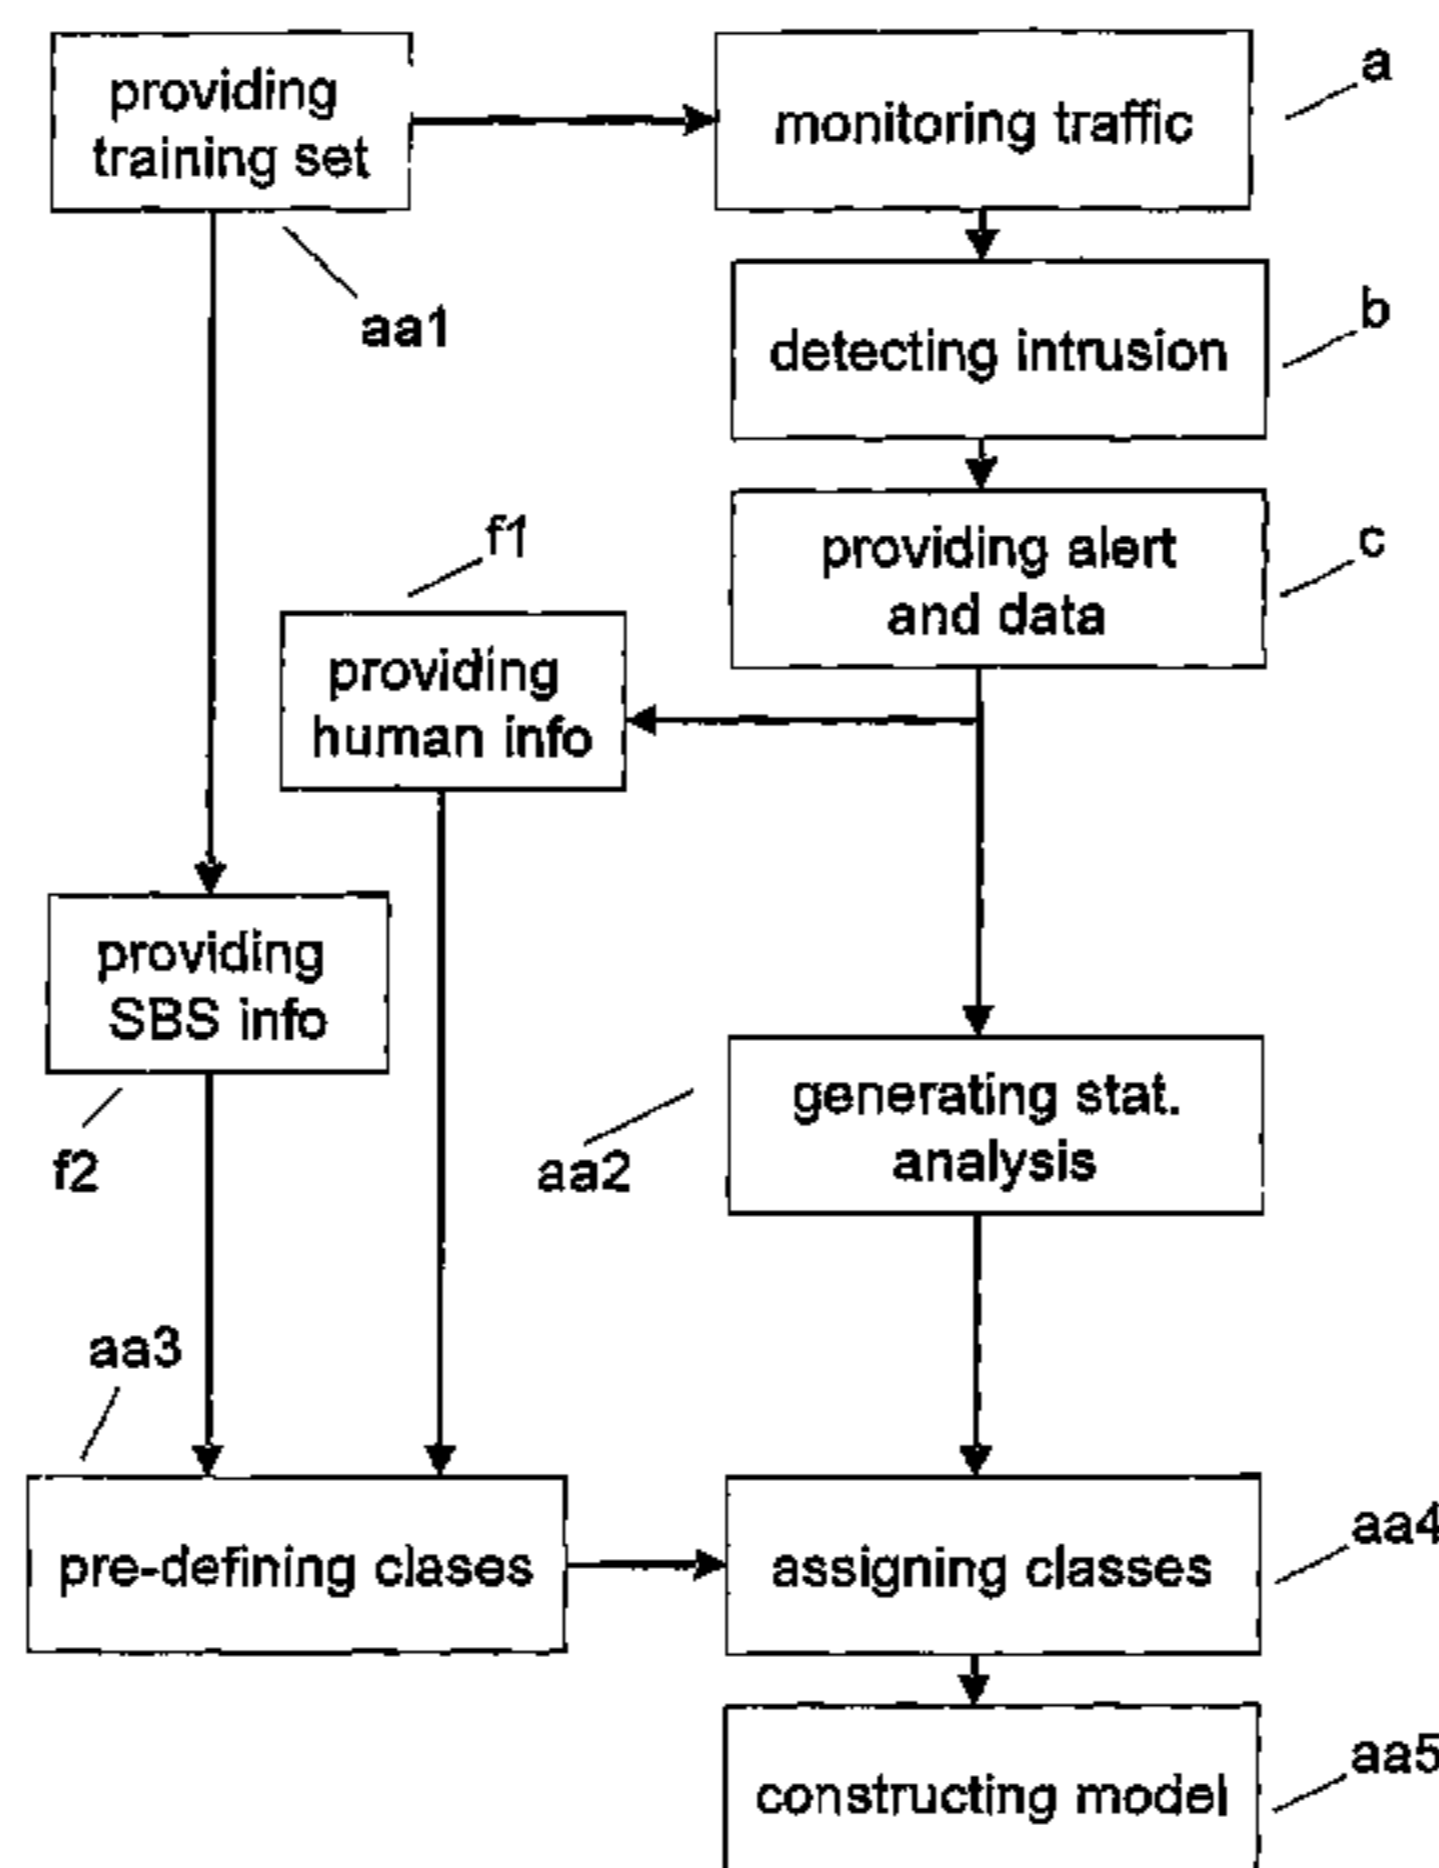 providing
training set
monitoring traffic
a
aa1
detecting intrusion
b
providing alert
and data
c
f1
providing
human info
providing
SBS info
f2
generating stat.
analysis
aa2
aa3
pre-defining clases
assigning classes
aa4
constructing model
aa5